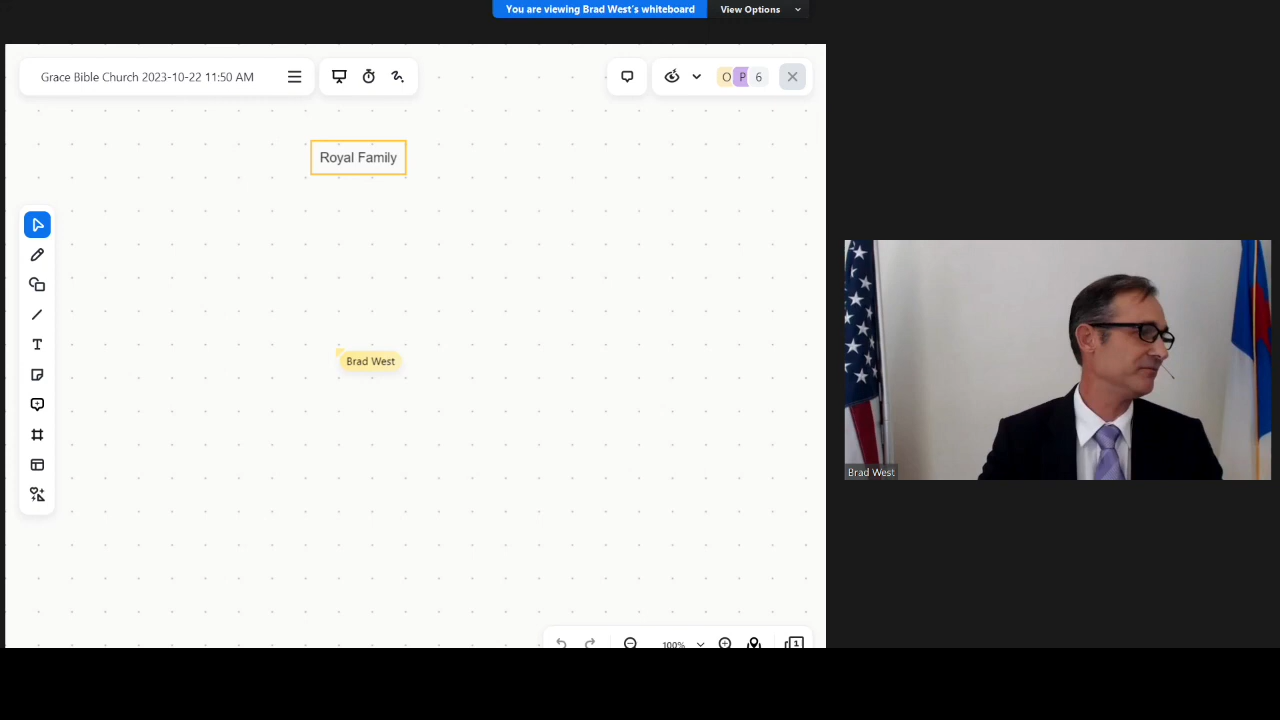 You are viewing Brad West's whiteboard
View Options
Grace Bible Church 2023-10-22 11:50 AM
O P 6
Royal Family
T
Brad West
Brad West
100%
1